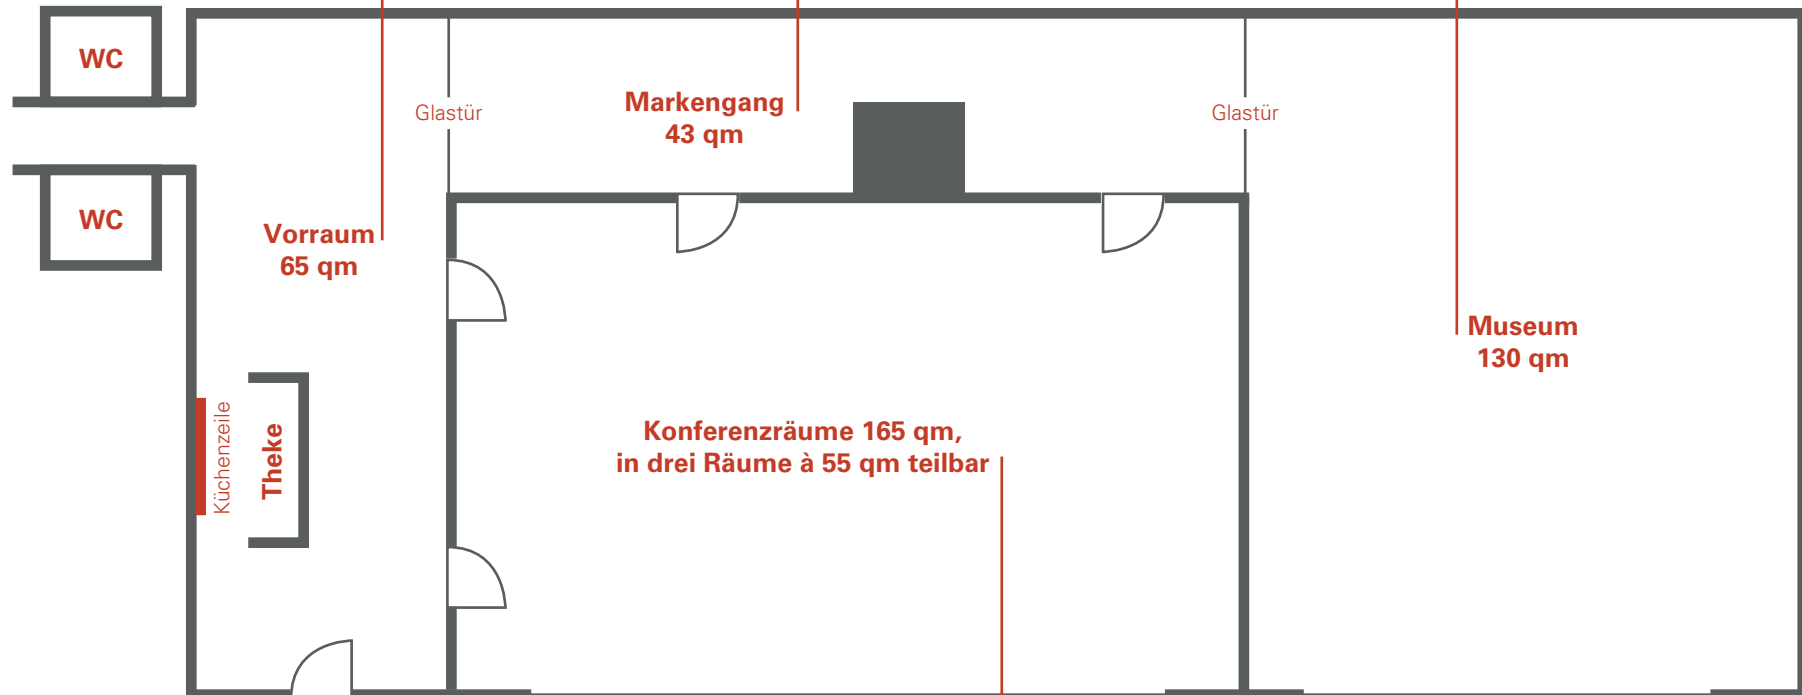 WC
Glastür
Markengang
43 qm
Glastür
WC
Vorraum
65 qm
Museum
130 qm
Küchenzeile
Theke
Konferenzräume 165 qm,
in drei Räume à 55 qm teilbar